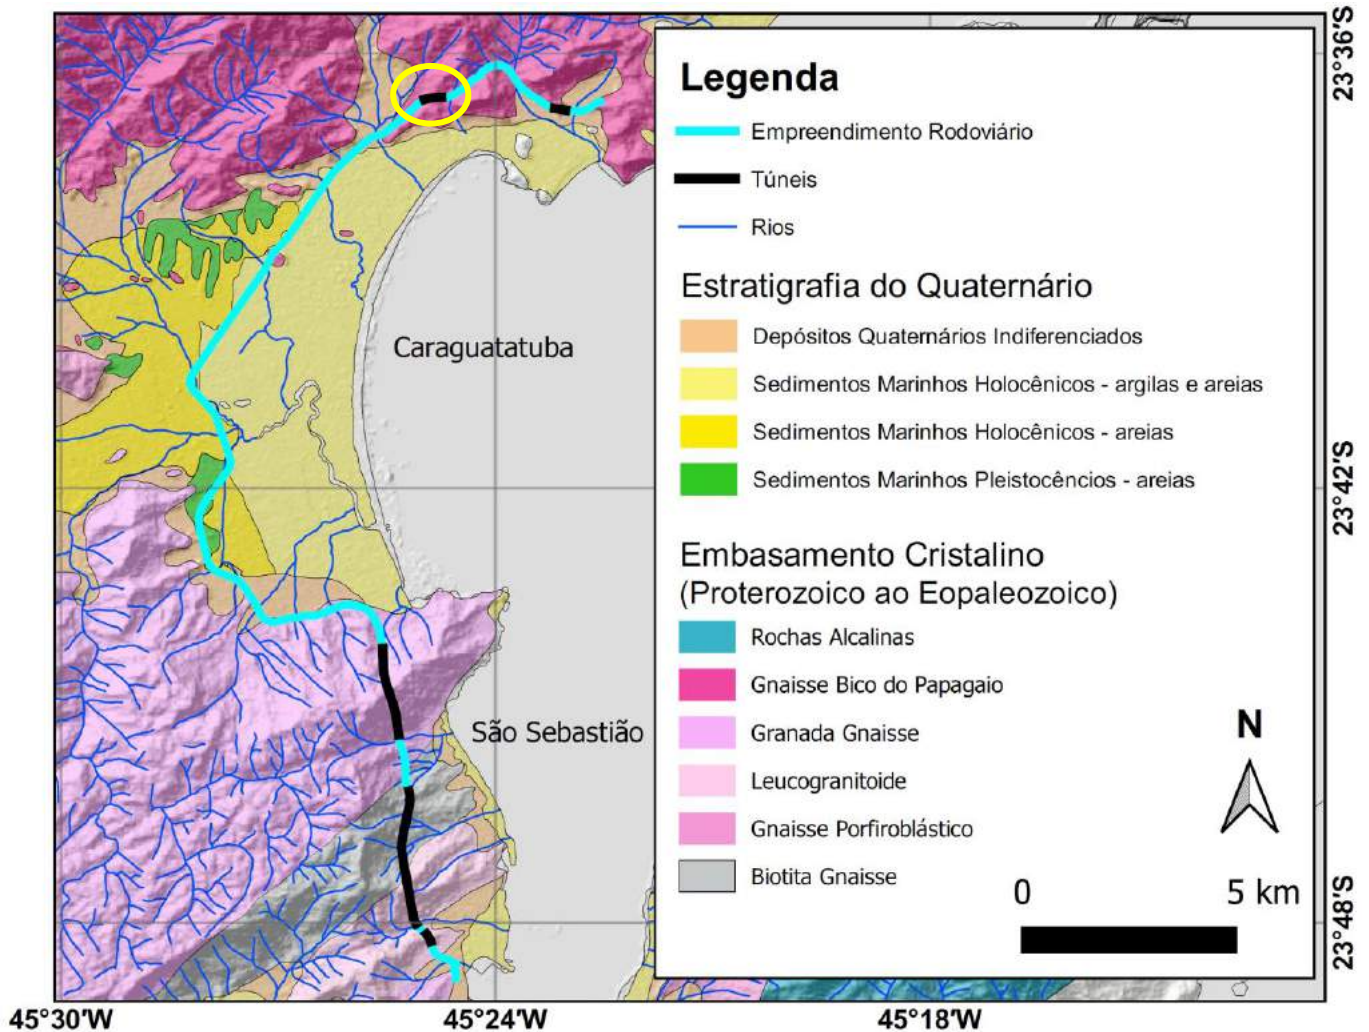 Legenda
Empreendimento Rodoviário
Túneis
Rios
Estratigrafia do Quaternário
Depósitos Quaternários Indiferenciados
Sedimentos Marinhos Holocênicos - argilas e areias
Sedimentos Marinhos Holocênicos - areias
Sedimentos Marinhos Pleistocêncios - areias
Embasamento Cristalino
(Proterozoico ao Eopaleozoico)
Rochas Alcalinas
Gnaisse Bico do Papagaio
Granada Gnaisse
Leucogranitoide
Gnaisse Porfiroblástico
Biotita Gnaisse
N
0 5 km
Caraguatatuba
São Sebastião
23°36'S
23°42'S
23°48'S
45°30'W
45°24'W
45°18'W